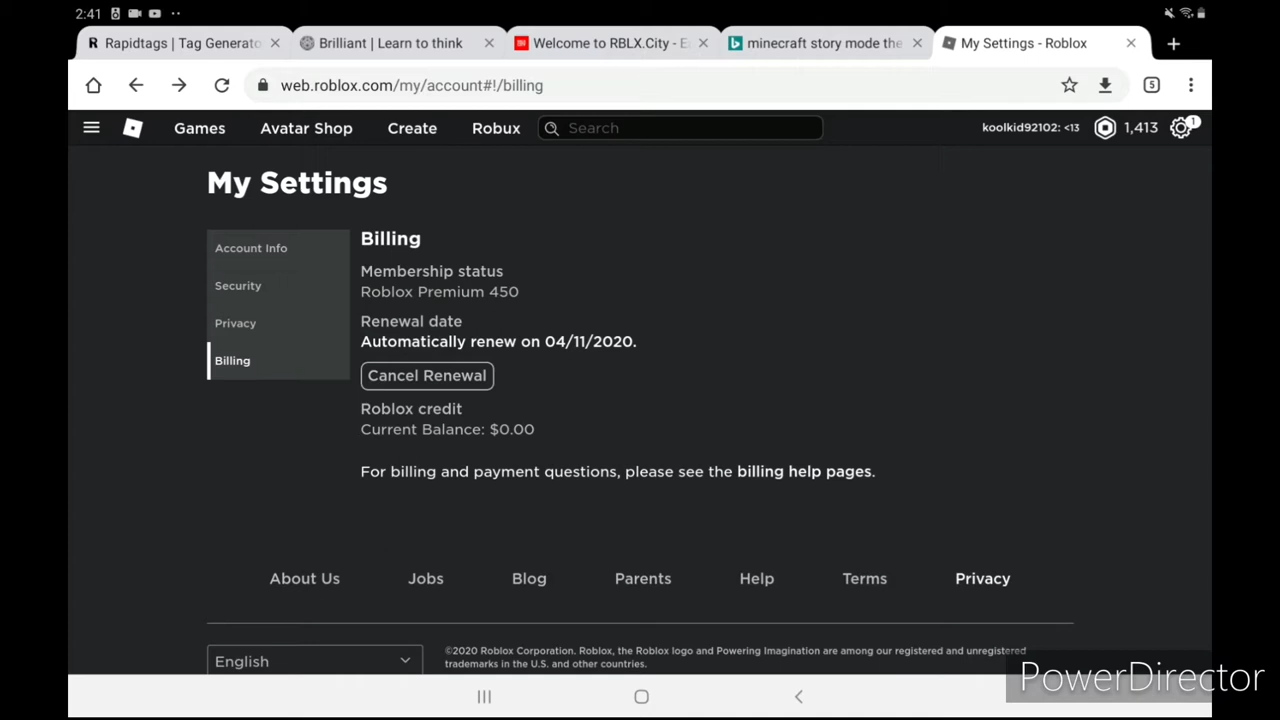 2:41
Rapidtags | Tag Generato
Brilliant | Learn to think
Welcome to RBLX.City - Ea
minecraft story mode the
My Settings - Roblox
web.roblox.com/my/account#!/billing
5
Games
Avatar Shop
Create
Robux
Search
koolkid92102: <13
1,413
1
My Settings
Account Info
Security
Privacy
Billing
Billing
Membership status
Roblox Premium 450
Renewal date
Automatically renew on 04/11/2020.
Cancel Renewal
Roblox credit
Current Balance: $0.00
For billing and payment questions, please see the billing help pages.
About Us
Jobs
Blog
Parents
Help
Terms
Privacy
English
©2020 Roblox Corporation. Roblox, the Roblox logo and Powering Imagination are among our registered and unregistered
trademarks in the U.S. and other countries.
PowerDirector